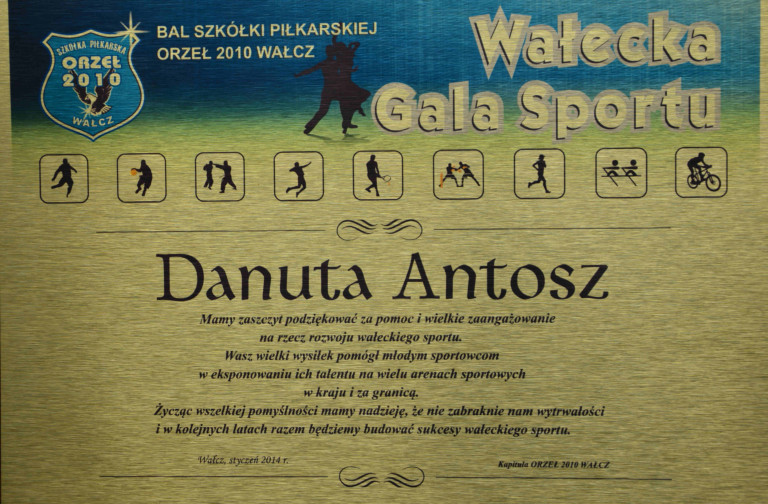 SZKÓŁKA PIŁKARSKA
ORZEŁ
2010
WAŁCZ
BAL SZKÓŁKI PIŁKARSKIEJ
ORZEŁ 2010 WAŁCZ
Wałecka
Gala Sportu
Danuta Antosz
Mamy zaszczyt podziękować za pomoc i wielkie zaangażowanie
na rzecz rozwoju wałeckiego sportu.
Wasz wielki wysiłek pomógł młodym sportowcom
w eksponowaniu ich talentu na wielu arenach sportowych
w kraju i za granicą.
Życząc wszelkiej pomyślności mamy nadzieję, że nie zabraknie nam wytrwałości
i w kolejnych latach razem będziemy budować sukcesy wałeckiego sportu.
Wałcz, styczeń 2014 r.
Kapituła ORZEŁ 2010 WAŁCZ